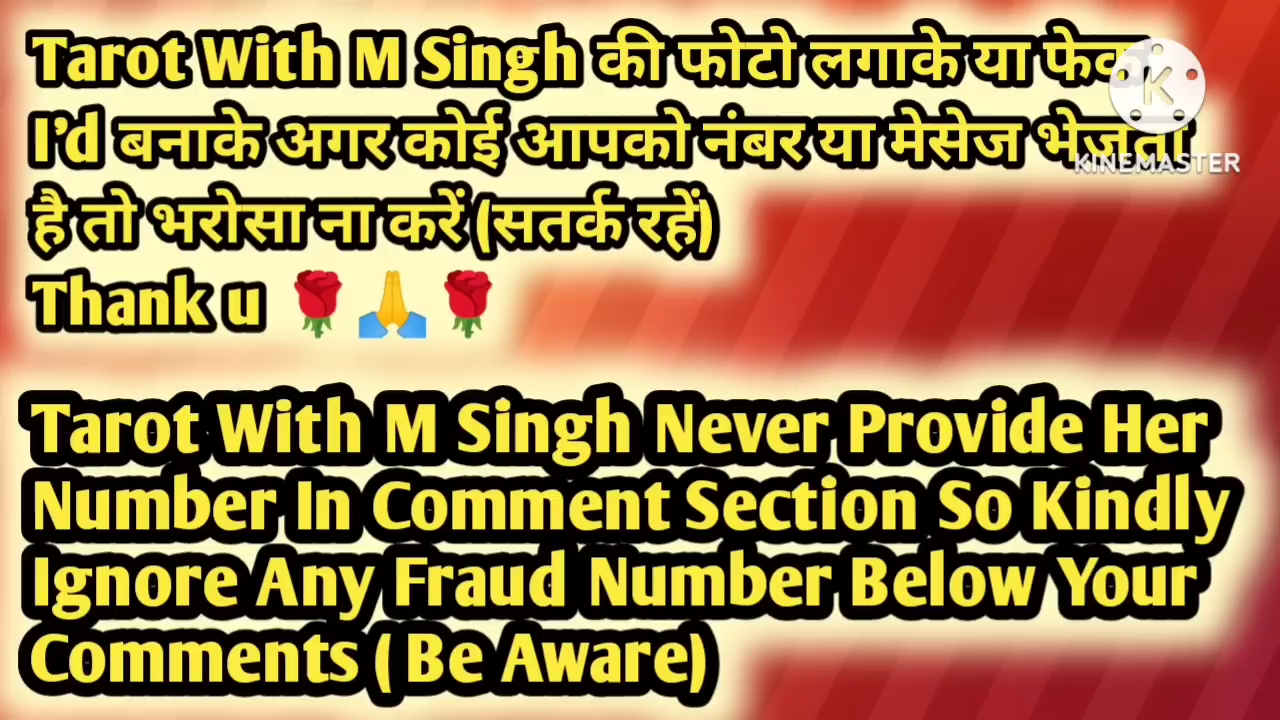 Tarot With M Singh की फोटो लगाके या फेक
I'd बनाके अगर कोई आपको नंबर या मेसेज भेजता
है तो भरोसा ना करें (सतर्क रहें)
Thank u 🌹🙏🌹
Tarot With M Singh Never Provide Her
Number In Comment Section So Kindly
Ignore Any Fraud Number Below Your
Comments ( Be Aware)
K
KINEMASTER